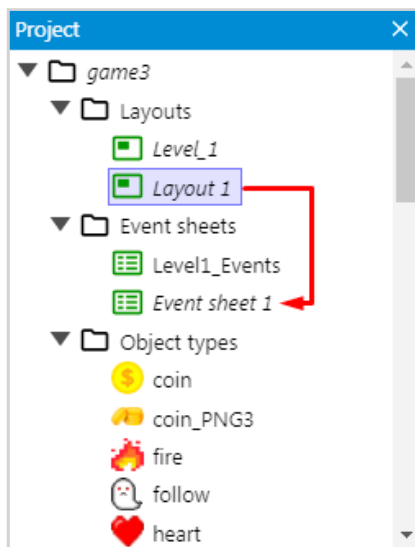 Project
game3
Layouts
Level_1
Layout 1
Event sheets
Level1_Events
Event sheet 1
Object types
coin
coin_PNG3
fire
follow
heart